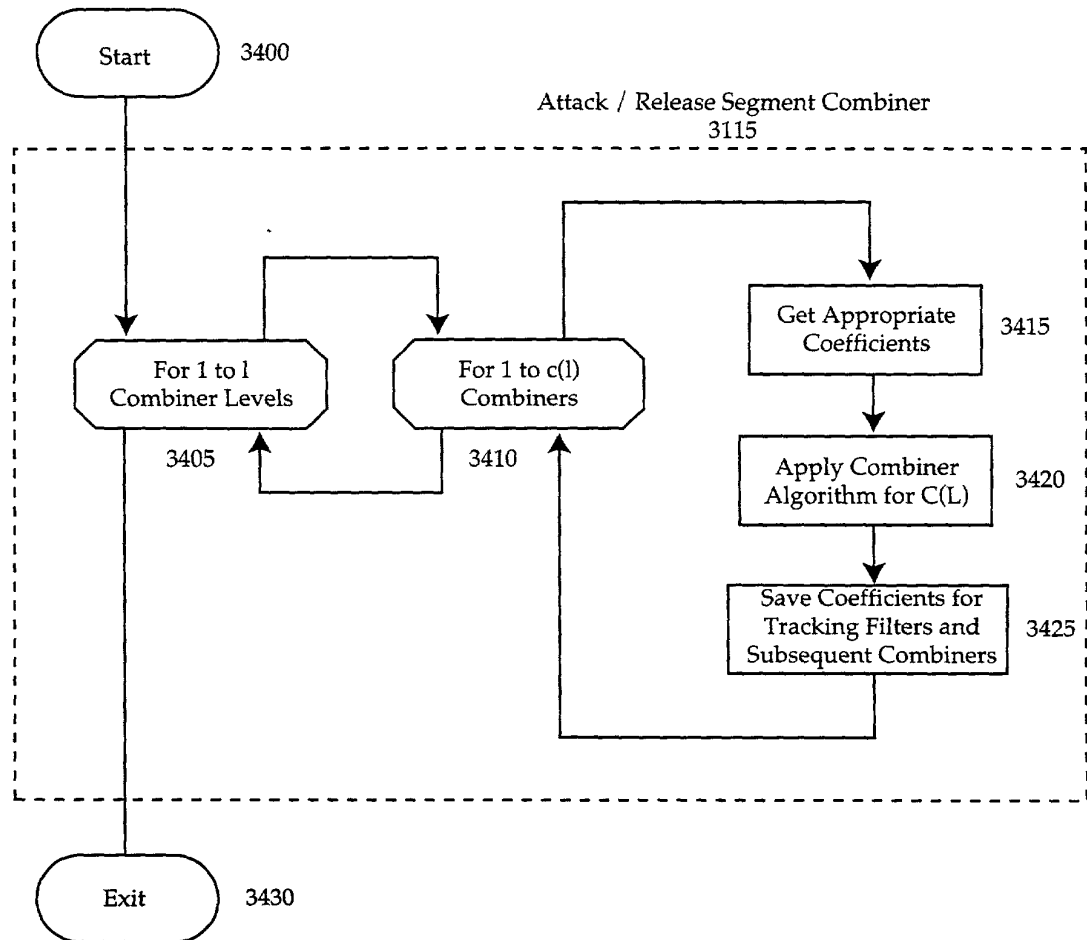 Start
3400
Attack / Release Segment Combiner
3115
For 1 to l
Combiner Levels
3405
For 1 to c(l)
Combiners
3410
Get Appropriate
Coefficients
3415
Apply Combiner
Algorithm for C(L)
3420
Save Coefficients for
Tracking Filters and
Subsequent Combiners
3425
Exit
3430